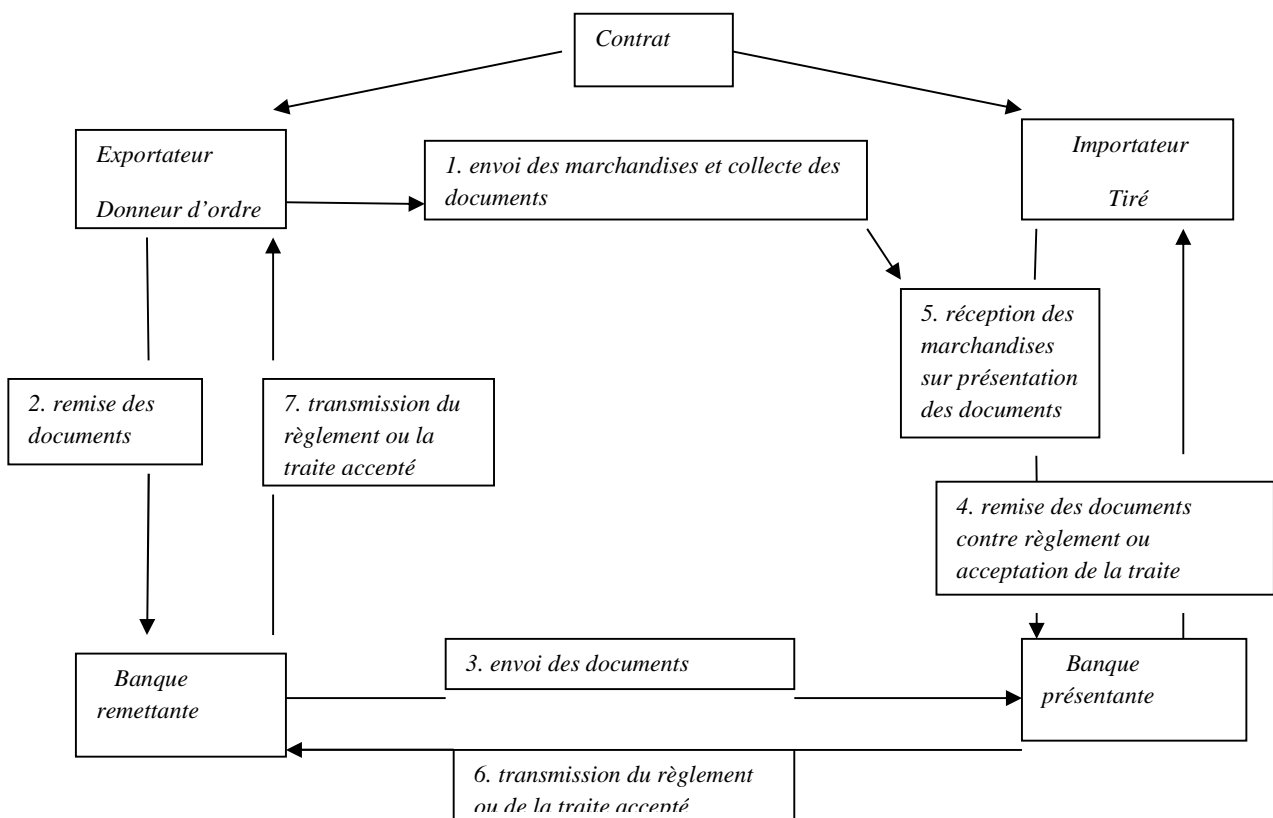 Contrat
Exportateur
Donneur d'ordre
1. envoi des marchandises et collecte des
documents
Importateur
Tiré
5. réception des
marchandises
sur présentation
des documents
2. remise des
documents
7. transmission du
règlement ou la
traite accepté
4. remise des documents
contre règlement ou
acceptation de la traite
Banque
remettante
3. envoi des documents
Banque
présentante
6. transmission du règlement
ou de la traite accepté